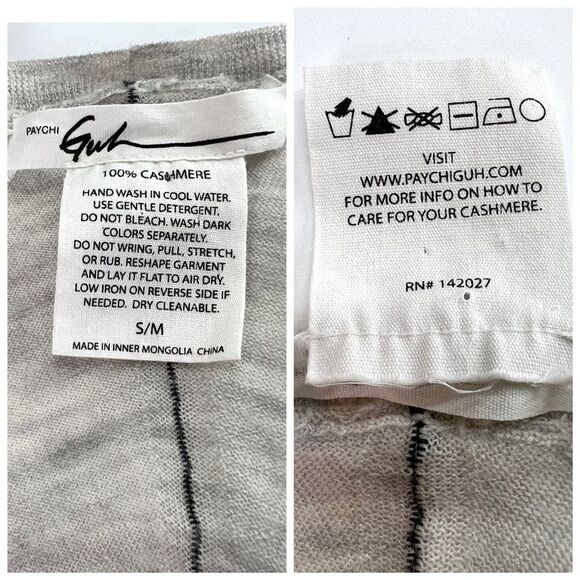 PAYCHI Guh
100% CASHMERE
HAND WASH IN COOL WATER.
USE GENTLE DETERGENT.
DO NOT BLEACH. WASH DARK
COLORS SEPARATELY.
DO NOT WRING, PULL, STRETCH,
OR RUB. RESHAPE GARMENT
AND LAY IT FLAT TO AIR DRY.
LOW IRON ON REVERSE SIDE IF
NEEDED. DRY CLEANABLE.
S/M
MADE IN INNER MONGOLIA CHINA
VISIT
WWW.PAYCHIGUH.COM
FOR MORE INFO ON HOW TO
CARE FOR YOUR CASHMERE.
RN# 142027